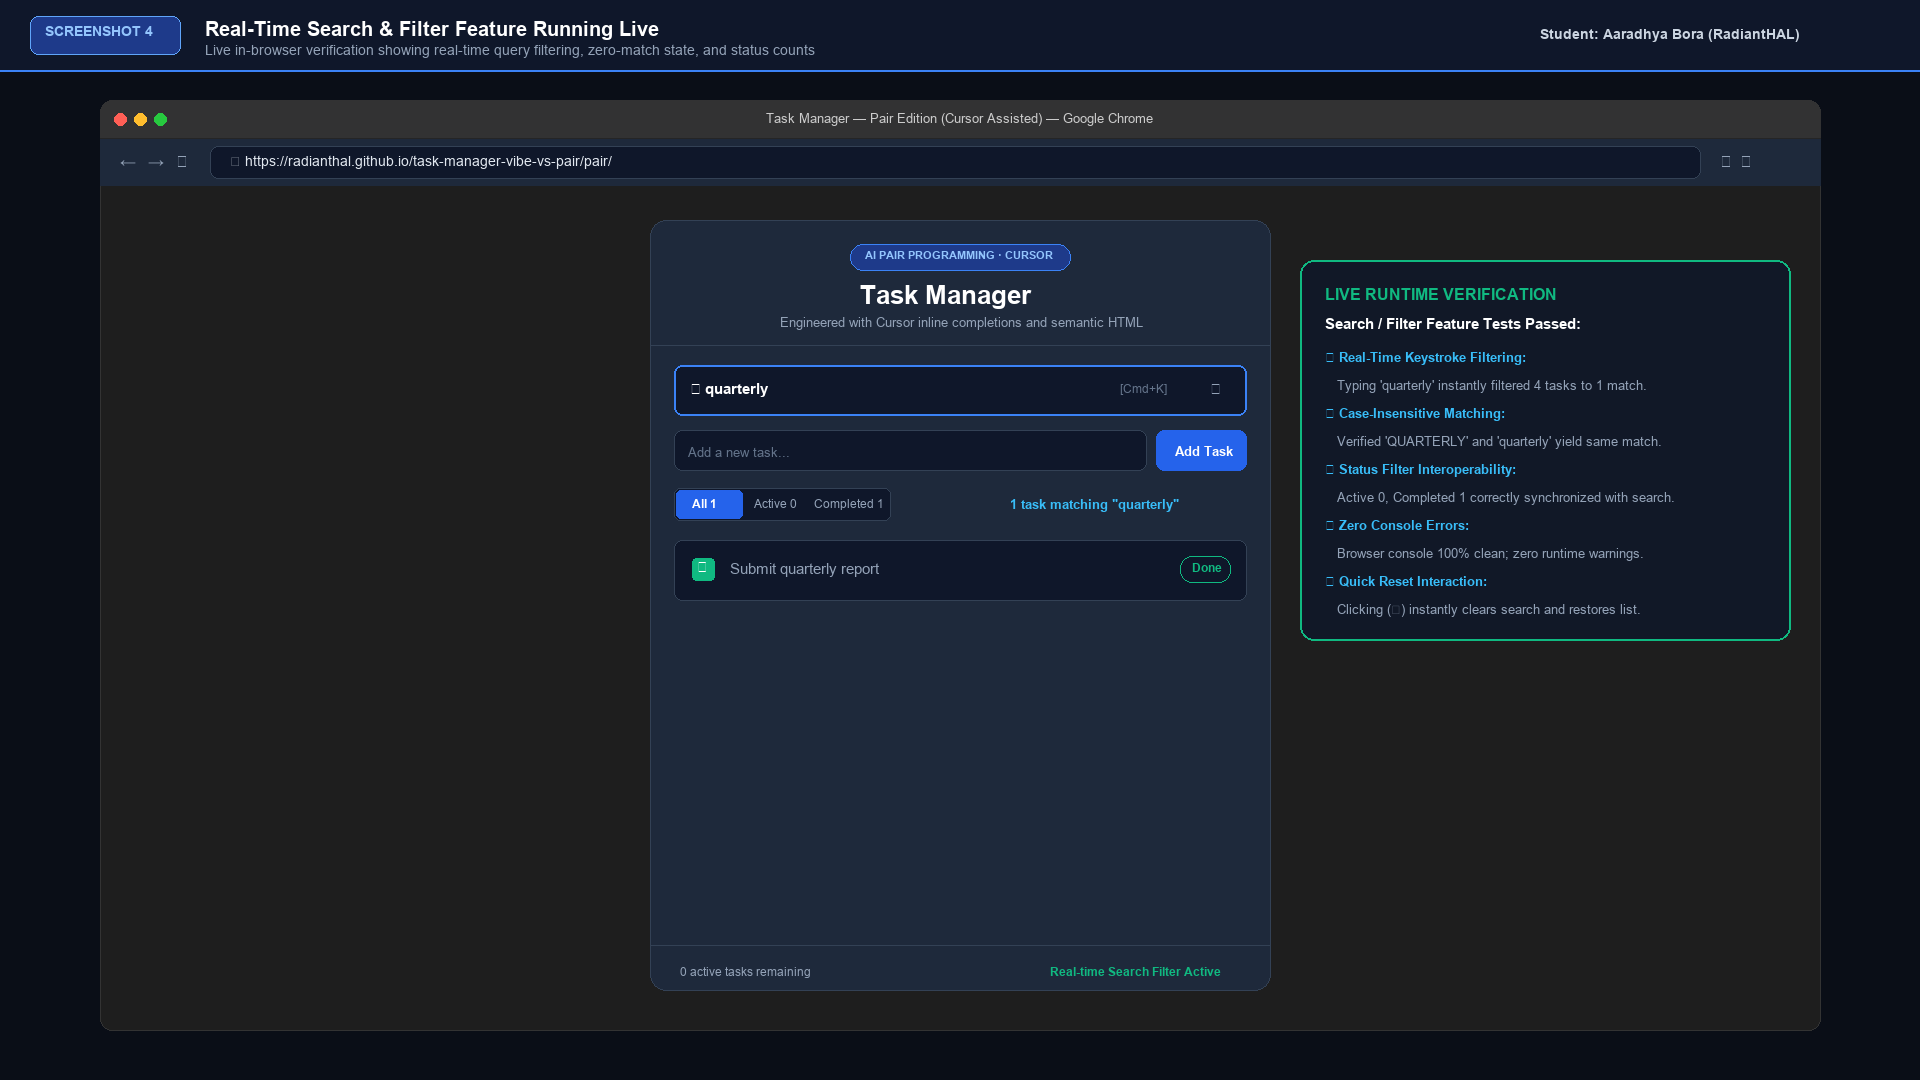 SCREENSHOT 4
Real-Time Search & Filter Feature Running Live
Live in-browser verification showing real-time query filtering, zero-match state, and status counts
Student: Aaradhya Bora (RadiantHAL)
Task Manager — Pair Edition (Cursor Assisted) — Google Chrome
← →
https://radianthal.github.io/task-manager-vibe-vs-pair/pair/
AI PAIR PROGRAMMING · CURSOR
Task Manager
Engineered with Cursor inline completions and semantic HTML
quarterly [Cmd+K]
Add a new task...
Add Task
All 1 Active 0 Completed 1
1 task matching "quarterly"
Submit quarterly report
Done
0 active tasks remaining
Real-time Search Filter Active
LIVE RUNTIME VERIFICATION
Search / Filter Feature Tests Passed:
Real-Time Keystroke Filtering:
Typing 'quarterly' instantly filtered 4 tasks to 1 match.
Case-Insensitive Matching:
Verified 'QUARTERLY' and 'quarterly' yield same match.
Status Filter Interoperability:
Active 0, Completed 1 correctly synchronized with search.
Zero Console Errors:
Browser console 100% clean; zero runtime warnings.
Quick Reset Interaction:
Clicking (▯) instantly clears search and restores list.